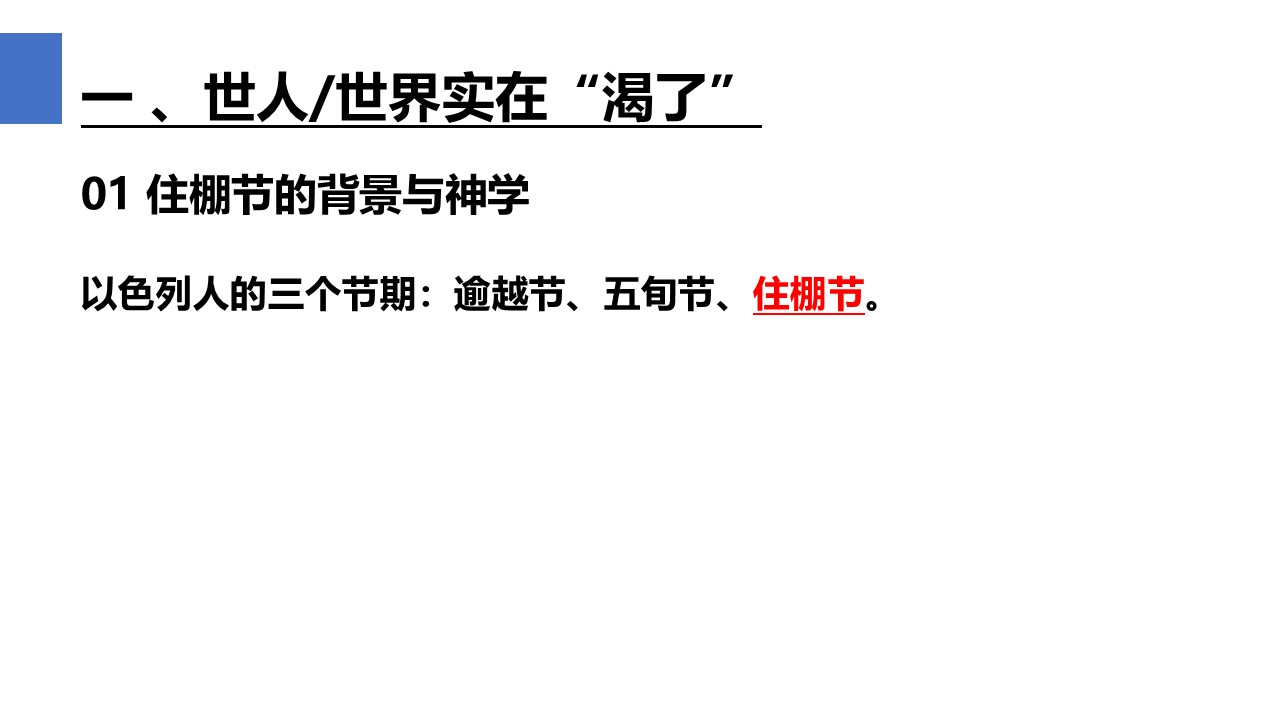 一 、世人/世界实在“渴了”
01 住棚节的背景与神学
以色列人的三个节期：逾越节、五旬节、住棚节。